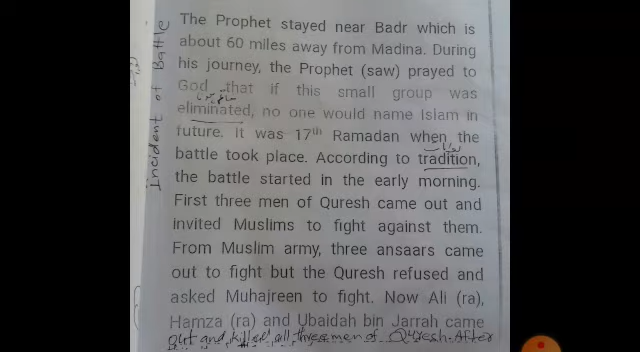 Incident of Battle
The Prophet stayed near Badr which is
about 60 miles away from Madina. During
his journey, the Prophet (saw) prayed to
God that if this small group was
eliminated, no one would name Islam in
future. It was 17th Ramadan when the
battle took place. According to tradition,
the battle started in the early morning.
First three men of Quresh came out and
invited Muslims to fight against them.
From Muslim army, three ansaars came
out to fight but the Quresh refused and
asked Muhajreen to fight. Now Ali (ra),
Hamza (ra) and Ubaidah bin Jarrah came
out and killed all three men of Quresh. After